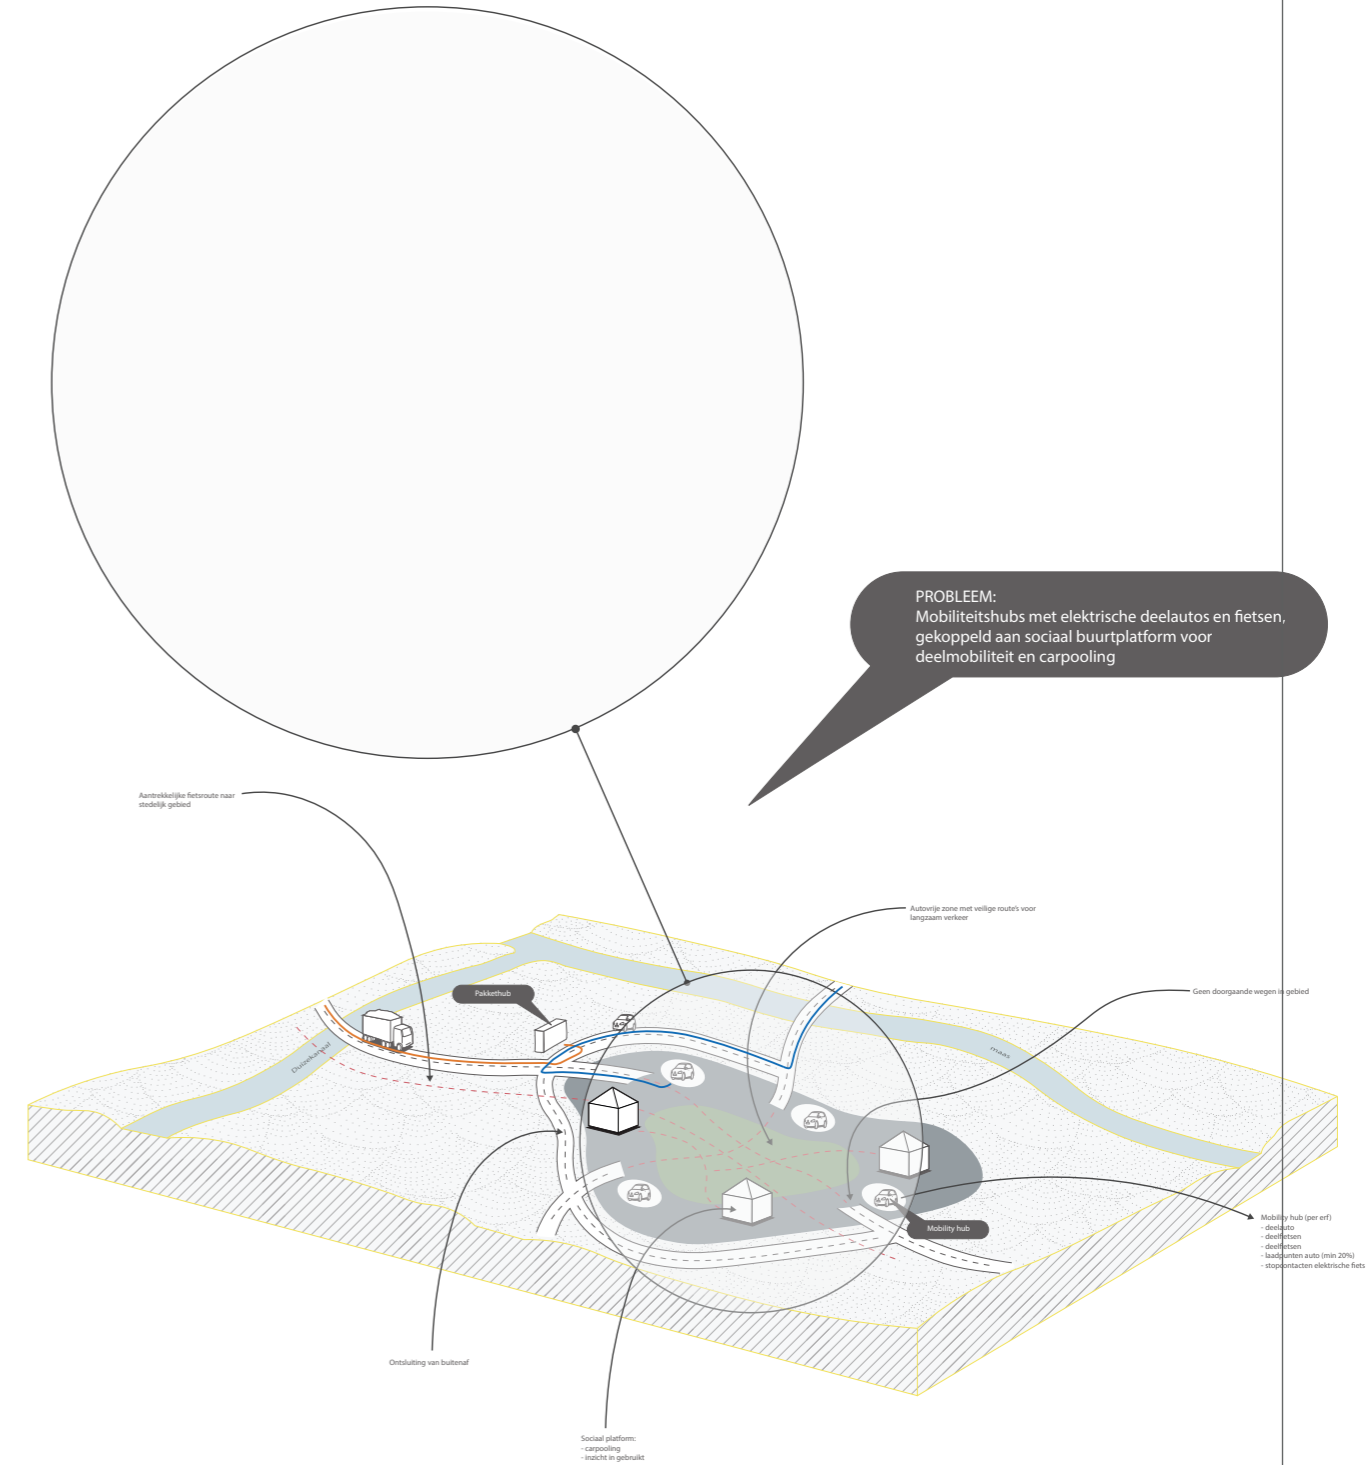 PROBLEEM:
Mobiliteitshubs met elektrische deelautos en fietsen,
gekoppeld aan sociaal buurtplatform voor
deelmobiliteit en carpooling
Aantrekkelijke fietsroute naar
stedelijk gebied
Autovrije zone met veilige route's voor
langzaam verkeer
Pakkethub
Geen doorgaande wegen in gebied
maas
Mobility hub
Mobility hub (per erf)
- deelauto
- deelfietsen
- deelfietsen
- laadpunten auto (min 20%)
- stopcontacten elektrische fiets
Ontsluiting van buitenaf
Sociaal platform:
- carpooling
- inzicht in gebruikt